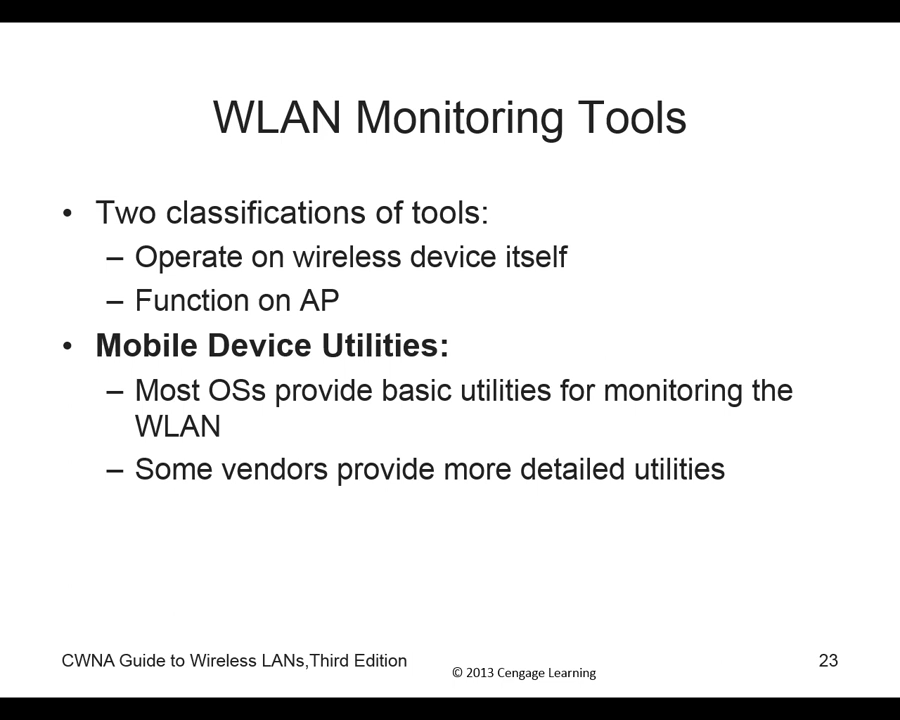 WLAN Monitoring Tools
• Two classifications of tools:
– Operate on wireless device itself
– Function on AP
• Mobile Device Utilities:
– Most OSs provide basic utilities for monitoring the
WLAN
– Some vendors provide more detailed utilities
CWNA Guide to Wireless LANs,Third Edition
© 2013 Cengage Learning
23